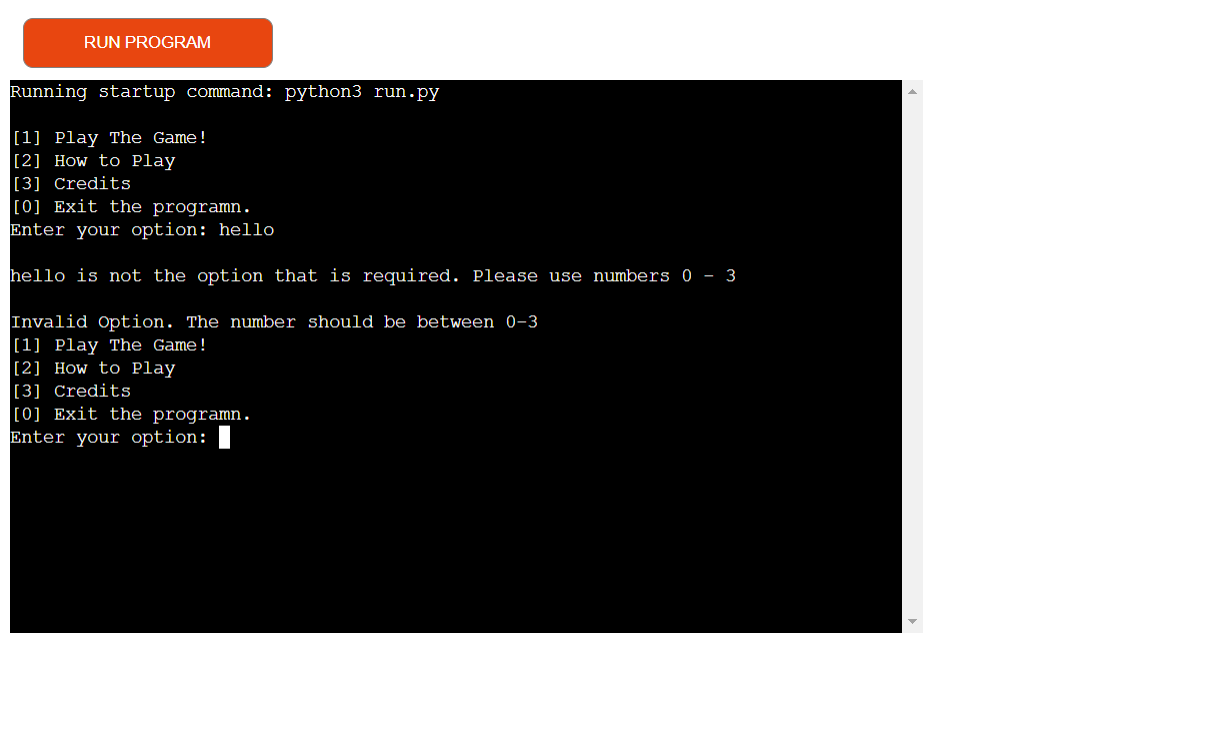 RUN PROGRAM
Running startup command: python3 run.py
[1] Play The Game!
[2] How to Play
[3] Credits
[0] Exit the programn.
Enter your option: hello
hello is not the option that is required. Please use numbers 0 - 3
Invalid Option. The number should be between 0-3
[1] Play The Game!
[2] How to Play
[3] Credits
[0] Exit the programn.
Enter your option: